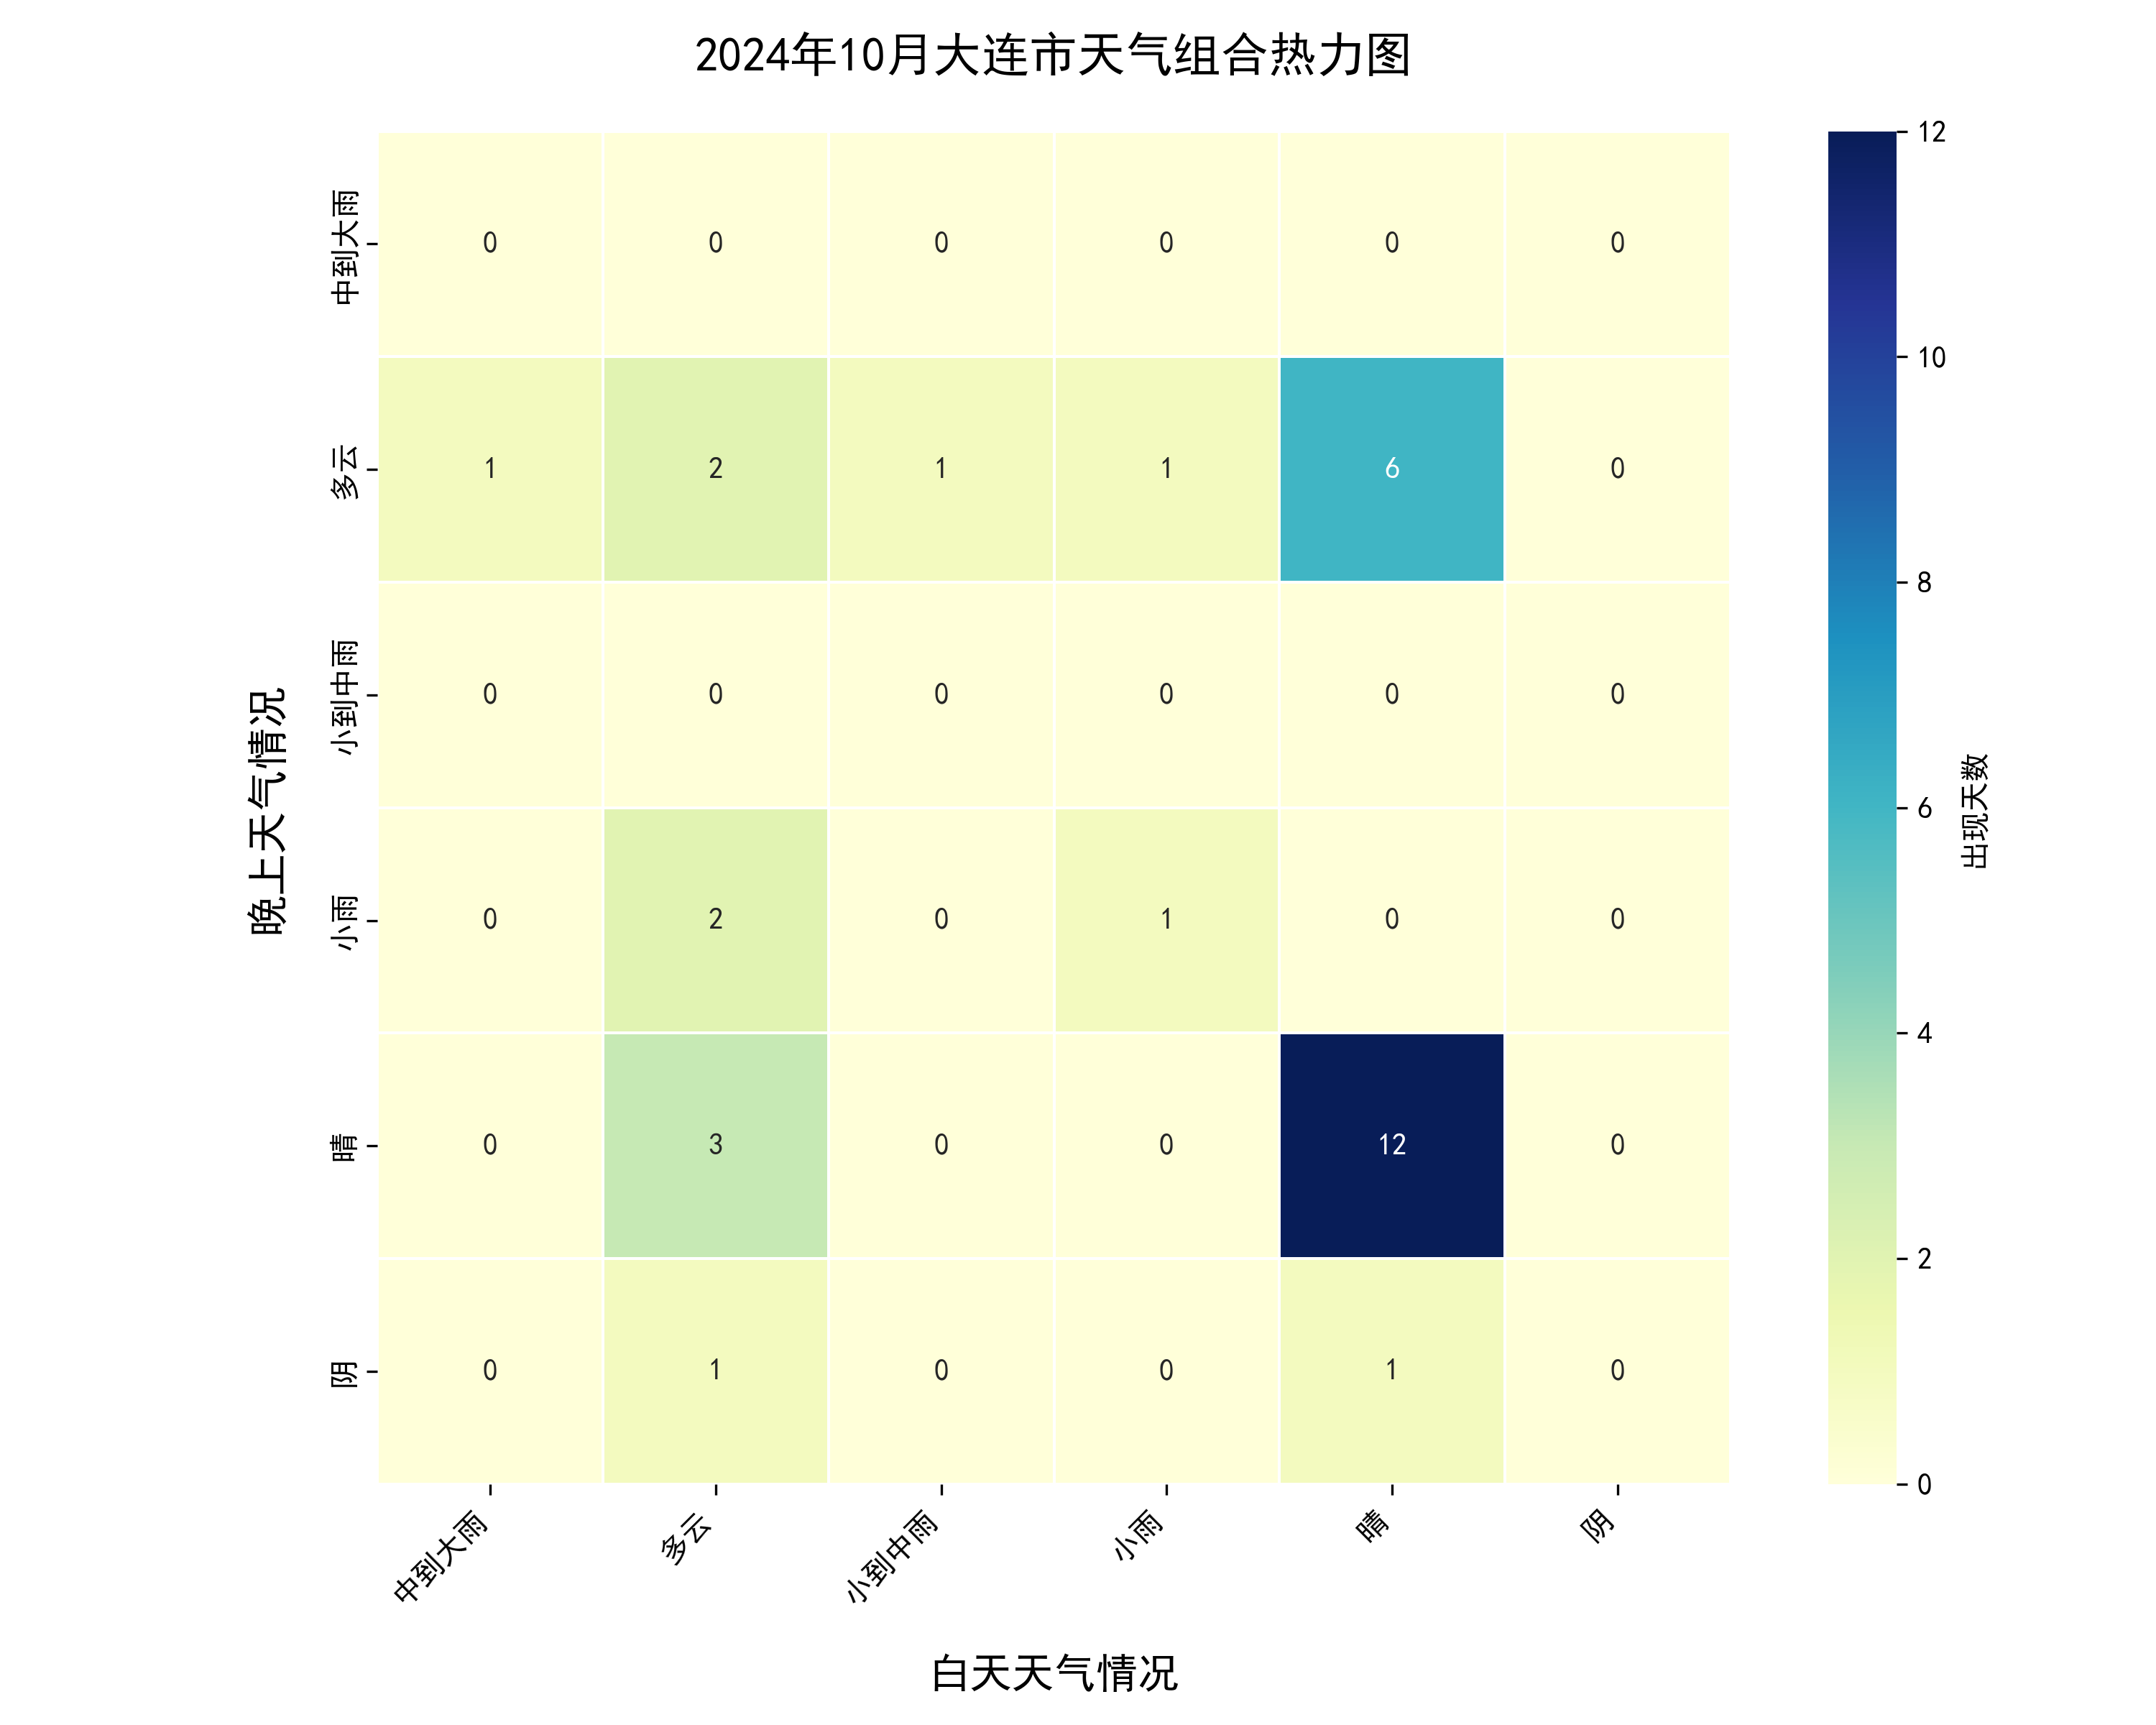 2024年10月大连市天气组合热力图
晚上天气情况
中到大雨
0 0 0 0 0 0
多云
1 2 1 1 6 0
小到中雨
0 0 0 0 0 0
小雨
0 2 0 1 0 0
晴
0 3 0 0 12 0
阴
0 1 0 0 1 0
中到大雨 多云 小到中雨 小雨 晴 阴
白天天气情况
12
10
8
6
4
2
0
出现天数